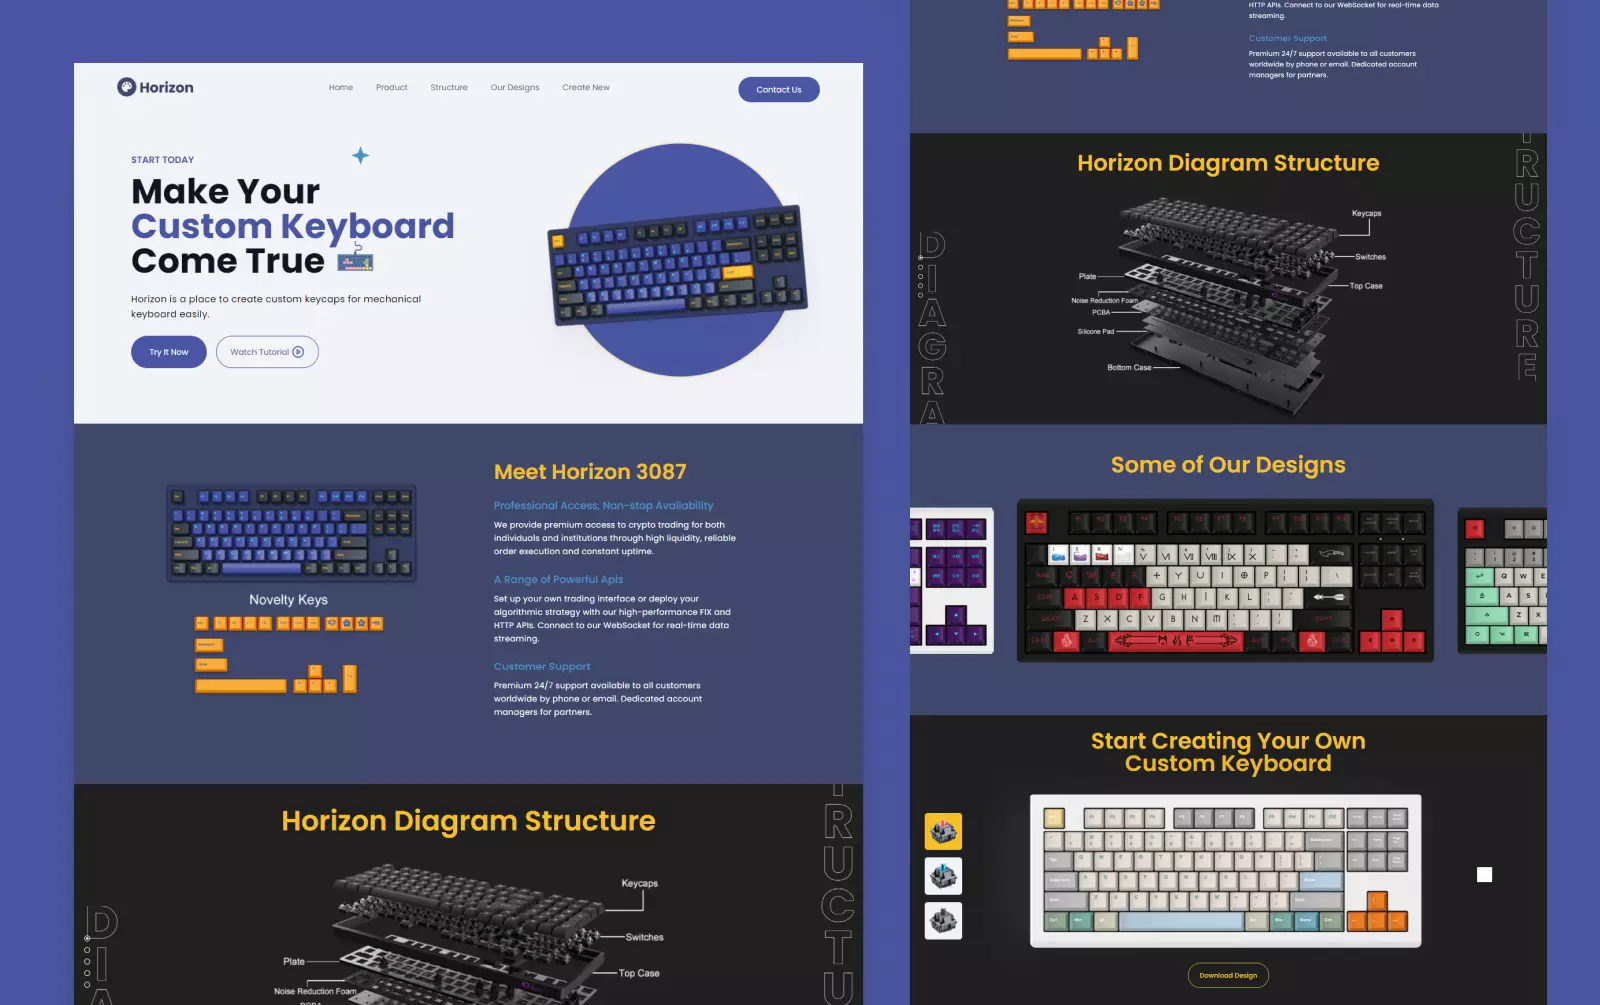 Horizon
Home
Product
Structure
Our Designs
Create New
Contact Us
START TODAY
Make Your
Custom Keyboard
Come True
Horizon is a place to create custom keycaps for mechanical
keyboard easily.
Try It Now
Watch Tutorial
Meet Horizon 3087
Professional Access, Non-stop Availability
We provide premium access to crypto trading for both
individuals and institutions through high liquidity, reliable
order execution and constant uptime.
A Range of Powerful Apis
Set up your own trading interface or deploy your
algorithmic strategy with our high-performance FIX and
HTTP APIs. Connect to our WebSocket for real-time data
streaming.
Customer Support
Premium 24/7 support available to all customers
worldwide by phone or email. Dedicated account
managers for partners.
Novelty Keys
Horizon Diagram Structure
Keycaps
Switches
Plate
Top Case
Noise Reduction Foam
PCBA
DIA
RUCTU
HTTP APIs. Connect to our WebSocket for real-time data
streaming.
Customer Support
Premium 24/7 support available to all customers
worldwide by phone or email. Dedicated account
managers for partners.
Horizon Diagram Structure
Keycaps
Switches
Plate
Top Case
Noise Reduction Foam
PCBA
Silicone Pad
Bottom Case
DIAGRA
TRUCTURE
Some of Our Designs
Start Creating Your Own
Custom Keyboard
Download Design